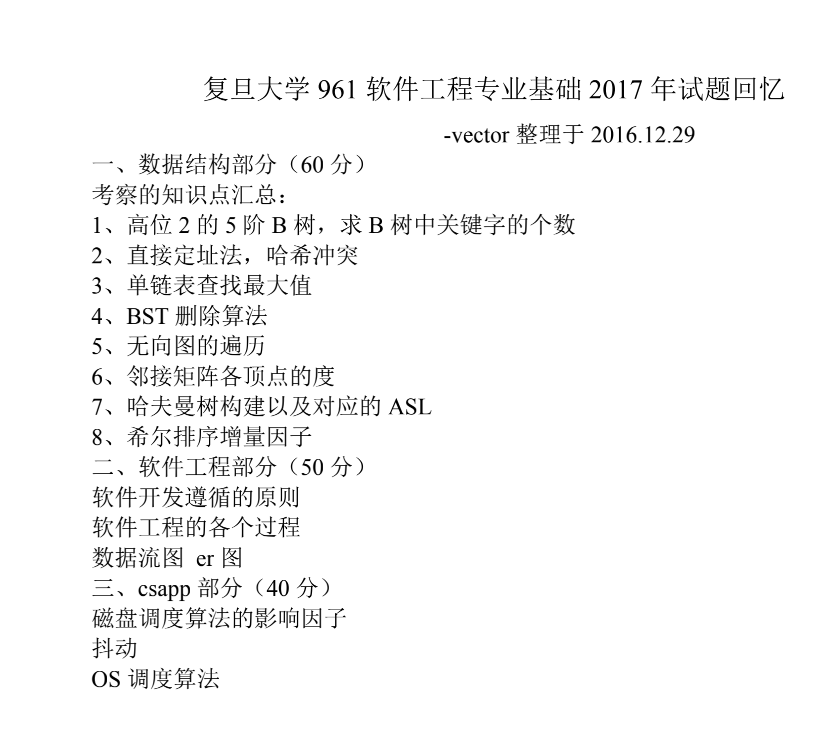 复旦大学 961 软件工程专业基础 2017 年试题回忆
-vector 整理于 2016.12.29
一、数据结构部分（60 分）
考察的知识点汇总：
1、高位 2 的 5 阶 B 树，求 B 树中关键字的个数
2、直接定址法，哈希冲突
3、单链表查找最大值
4、BST 删除算法
5、无向图的遍历
6、邻接矩阵各顶点的度
7、哈夫曼树构建以及对应的 ASL
8、希尔排序增量因子
二、软件工程部分（50 分）
软件开发遵循的原则
软件工程的各个过程
数据流图 er 图
三、csapp 部分（40 分）
磁盘调度算法的影响因子
抖动
OS 调度算法